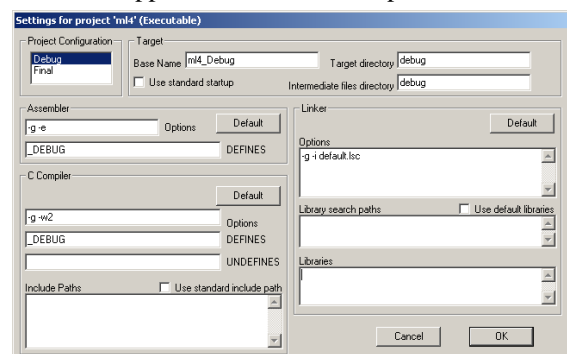 Settings for project 'ml4' (Executable)
Project Configuration
Debug
Final
Target
Base Name ml4_Debug
Use standard startup
Target directory debug
Intermediate files directory debug
Assembler
-g -e Options Default
_DEBUG DEFINES
C Compiler
Default
-g -w2 Options
_DEBUG DEFINES
UNDEFINES
Include Paths Use standard include path
Linker
Default
Options
-g -i default.lsc
Library search paths Use default libraries
Libraries
Cancel OK